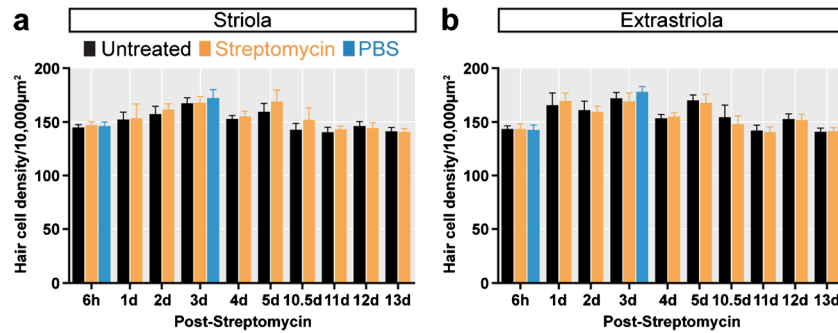 a
Striola
Untreated Streptomycin PBS
Hair cell density/10,000μm²
200
150
100
50
0
6h 1d 2d 3d 4d 5d 10.5d 11d 12d 13d
Post-Streptomycin
b
Extrastriola
Hair cell density/10,000μm²
200
150
100
50
0
6h 1d 2d 3d 4d 5d 10.5d 11d 12d 13d
Post-Streptomycin